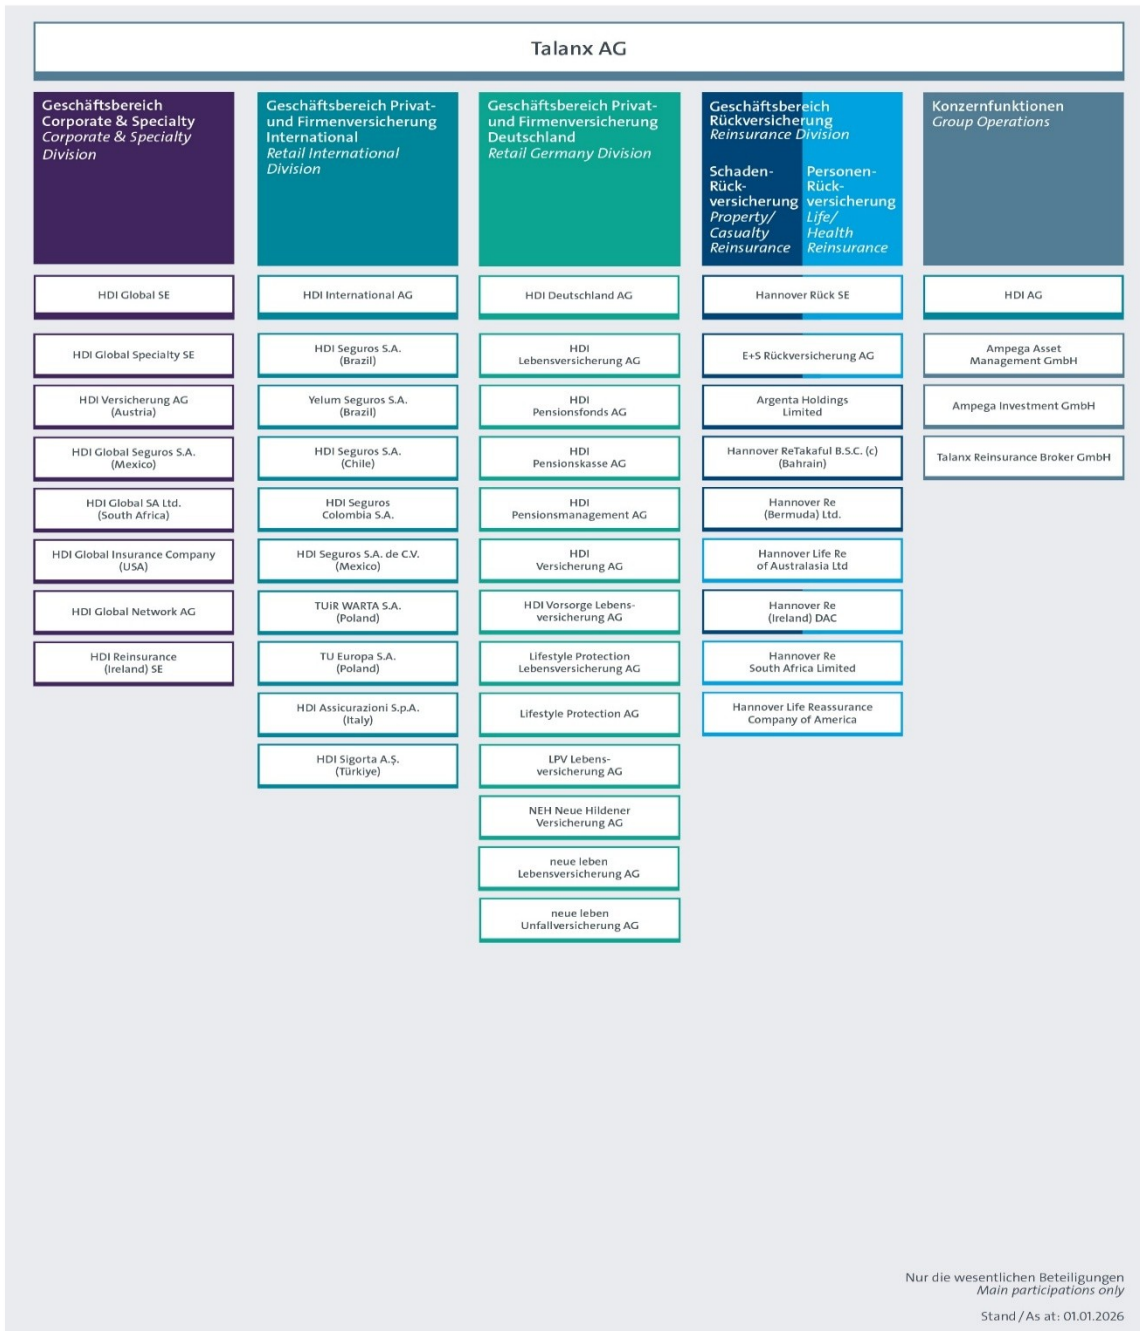 Talanx AG
Geschäftsbereich
Corporate & Specialty
Corporate & Specialty
Division
Geschäftsbereich Privat-
und Firmenversicherung
International
Retail International
Division
Geschäftsbereich Privat-
und Firmenversicherung
Deutschland
Retail Germany Division
Geschäftsbereich
Rückversicherung
Reinsurance Division
Schaden-
Rück-
versicherung
Property/
Casualty
Reinsurance
Personen-
Rück-
versicherung
Life/
Health
Reinsurance
Konzernfunktionen
Group Operations
HDI Global SE
HDI Global Specialty SE
HDI Versicherung AG
(Austria)
HDI Global Seguros S.A.
(Mexico)
HDI Global SA Ltd.
(South Africa)
HDI Global Insurance Company
(USA)
HDI Global Network AG
HDI Reinsurance
(Ireland) SE
HDI International AG
HDI Seguros S.A.
(Brazil)
Yelum Seguros S.A.
(Brazil)
HDI Seguros S.A.
(Chile)
HDI Seguros
Colombia S.A.
HDI Seguros S.A. de C.V.
(Mexico)
TUiR WARTA S.A.
(Poland)
TU Europa S.A.
(Poland)
HDI Assicurazioni S.p.A.
(Italy)
HDI Sigorta A.Ş.
(Türkiye)
HDI Deutschland AG
HDI
Lebensversicherung AG
HDI
Pensionsfonds AG
HDI
Pensionskasse AG
HDI
Pensionsmanagement AG
HDI
Versicherung AG
HDI Vorsorge Lebens-
versicherung AG
Lifestyle Protection
Lebensversicherung AG
Lifestyle Protection AG
LPV Lebens-
versicherung AG
NEH Neue Hildener
Versicherung AG
neue leben
Lebensversicherung AG
neue leben
Unfallversicherung AG
Hannover Rück SE
E+S Rückversicherung AG
Argenta Holdings
Limited
Hannover ReTakaful B.S.C. (c)
(Bahrain)
Hannover Re
(Bermuda) Ltd.
Hannover Life Re
of Australasia Ltd
Hannover Re
(Ireland) DAC
Hannover Re
South Africa Limited
Hannover Life Reassurance
Company of America
HDI AG
Ampega Asset
Management GmbH
Ampega Investment GmbH
Talanx Reinsurance Broker GmbH
Nur die wesentlichen Beteiligungen
Main participations only
Stand / As at: 01.01.2026